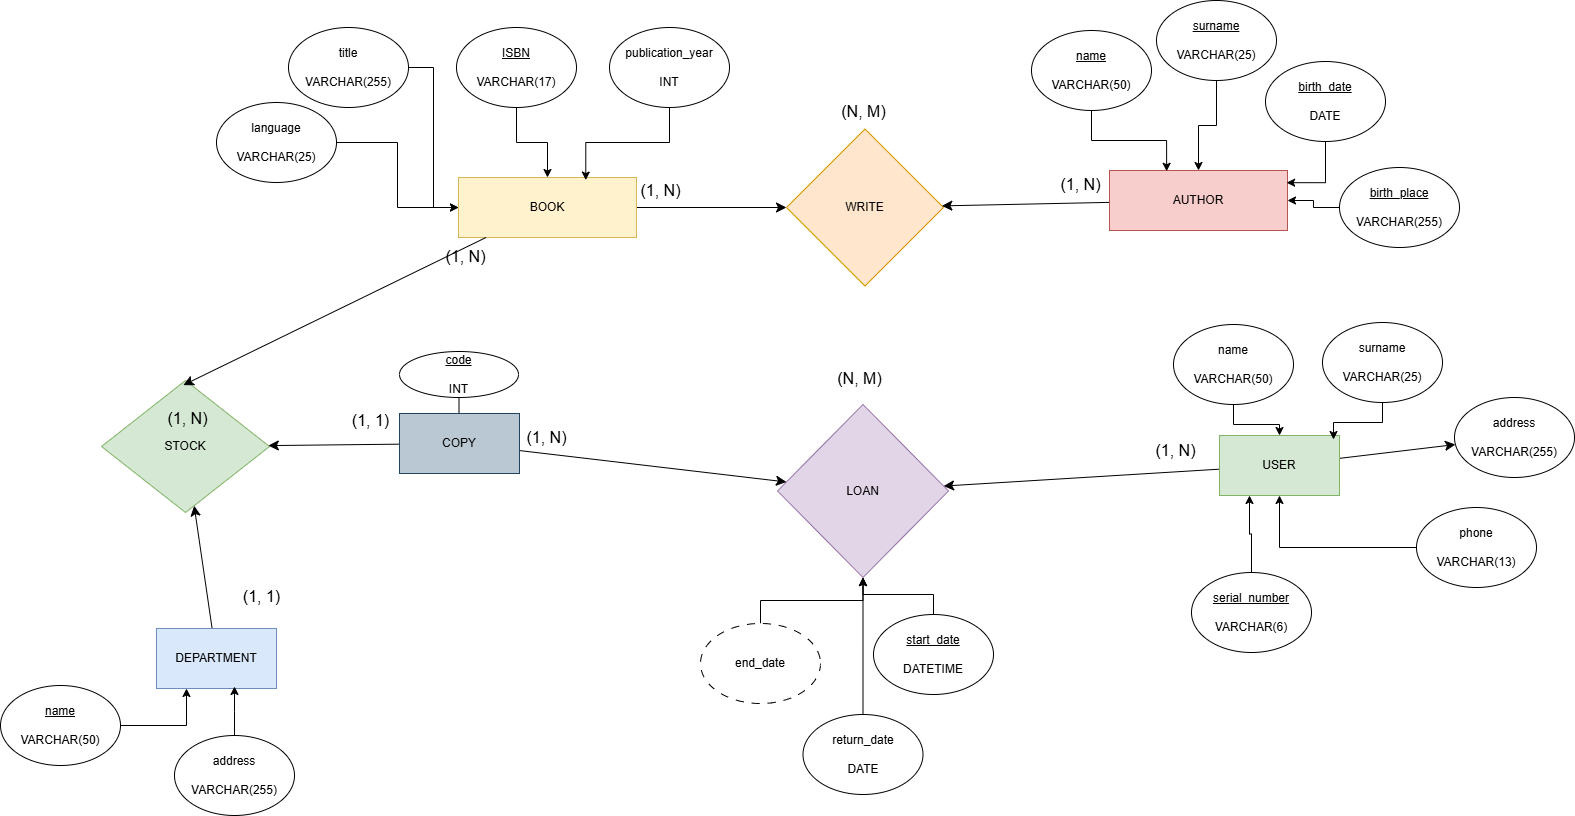 title
VARCHAR(255)
ISBN
VARCHAR(17)
publication_year
INT
language
VARCHAR(25)
name
VARCHAR(50)
surname
VARCHAR(25)
birth_date
DATE
birth_place
VARCHAR(255)
(N, M)
BOOK
(1, N)
WRITE
(1, N)
AUTHOR
(1, N)
code
INT
(1, N)
STOCK
(1, 1)
COPY
(1, N)
(N, M)
LOAN
(1, N)
USER
name
VARCHAR(50)
surname
VARCHAR(25)
address
VARCHAR(255)
phone
VARCHAR(13)
serial_number
VARCHAR(6)
(1, 1)
DEPARTMENT
name
VARCHAR(50)
address
VARCHAR(255)
end_date
start_date
DATETIME
return_date
DATE